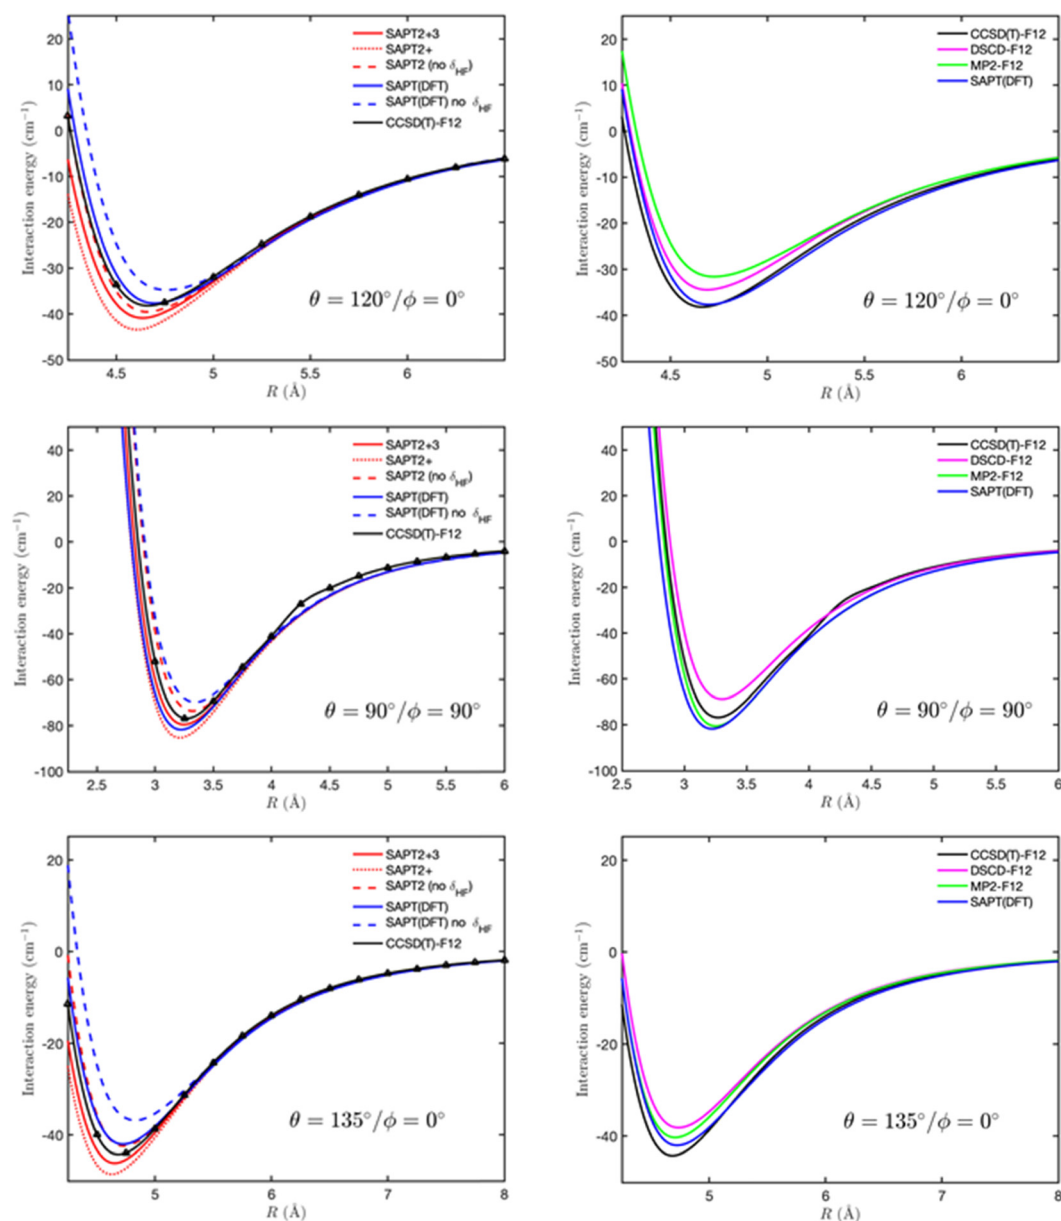 SAPT2+3
SAPT2+
SAPT2 (no δHF)
SAPT(DFT)
SAPT(DFT) no δHF
CCSD(T)-F12
20
10
0
-10
-20
-30
-40
-50
Interaction energy (cm⁻¹)
θ = 120°/ϕ = 0°
4.5 5 5.5 6
R (Å)
CCSD(T)-F12
DSCD-F12
MP2-F12
SAPT(DFT)
20
10
0
-10
-20
-30
-40
-50
Interaction energy (cm⁻¹)
θ = 120°/ϕ = 0°
4.5 5 5.5 6
R (Å)
SAPT2+3
SAPT2+
SAPT2 (no δHF)
SAPT(DFT)
SAPT(DFT) no δHF
CCSD(T)-F12
40
20
0
-20
-40
-60
-80
-100
Interaction energy (cm⁻¹)
θ = 90°/ϕ = 90°
2.5 3 3.5 4 4.5 5 5.5 6
R (Å)
CCSD(T)-F12
DSCD-F12
MP2-F12
SAPT(DFT)
40
20
0
-20
-40
-60
-80
-100
Interaction energy (cm⁻¹)
θ = 90°/ϕ = 90°
2.5 3 3.5 4 4.5 5 5.5 6
R (Å)
SAPT2+3
SAPT2+
SAPT2 (no δHF)
SAPT(DFT)
SAPT(DFT) no δHF
CCSD(T)-F12
20
0
-20
-40
Interaction energy (cm⁻¹)
θ = 135°/ϕ = 0°
5 6 7 8
R (Å)
CCSD(T)-F12
DSCD-F12
MP2-F12
SAPT(DFT)
20
0
-20
-40
Interaction energy (cm⁻¹)
θ = 135°/ϕ = 0°
5 6 7 8
R (Å)